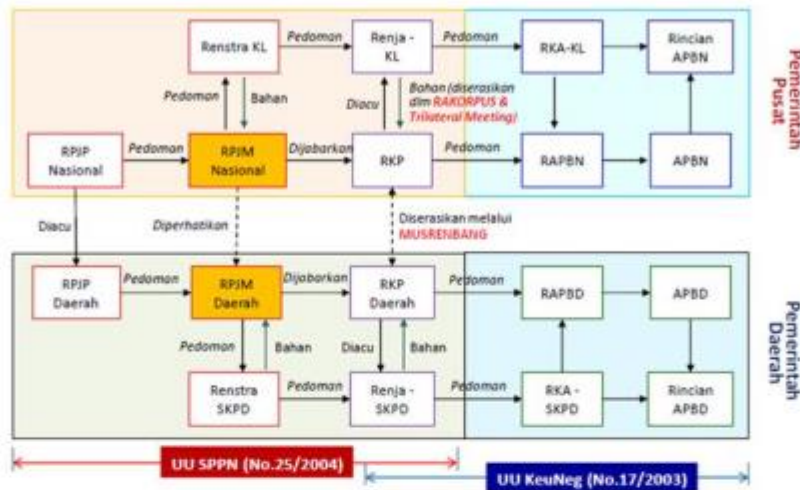 Renstra KL
Pedoman
Renja -
KL
Pedoman
RKA-KL
Rincian
APBN
Pedoman
Bahan
Diacu
Bahan (diserasikan
dlm RAKORPUS &
Trilateral Meeting)
RPJP
Nasional
Pedoman
RPJM
Nasional
Dijabarkan
RKP
Pedoman
RAPBN
APBN
Pemerintah
Pusat
Diacu
Diperhatikan
Diserasikan melalui
MUSRENBANG
RPJP
Daerah
Pedoman
RPJM
Daerah
Dijabarkan
RKP
Daerah
Pedoman
RAPBD
APBD
Pedoman
Bahan
Diacu
Bahan
Renstra
SKPD
Pedoman
Renja -
SKPD
Pedoman
RKA -
SKPD
Rincian
APBD
Pemerintah
Daerah
UU SPPN (No.25/2004)
UU KeuNeg (No.17/2003)